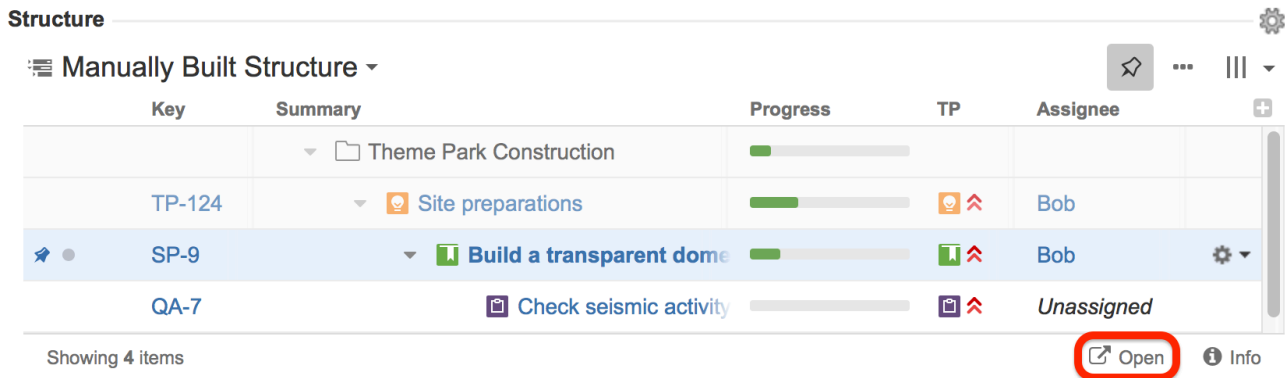 Structure
Manually Built Structure
Key Summary Progress TP Assignee
Theme Park Construction
TP-124 Site preparations Bob
SP-9 Build a transparent dome Bob
QA-7 Check seismic activity Unassigned
Showing 4 items Open Info